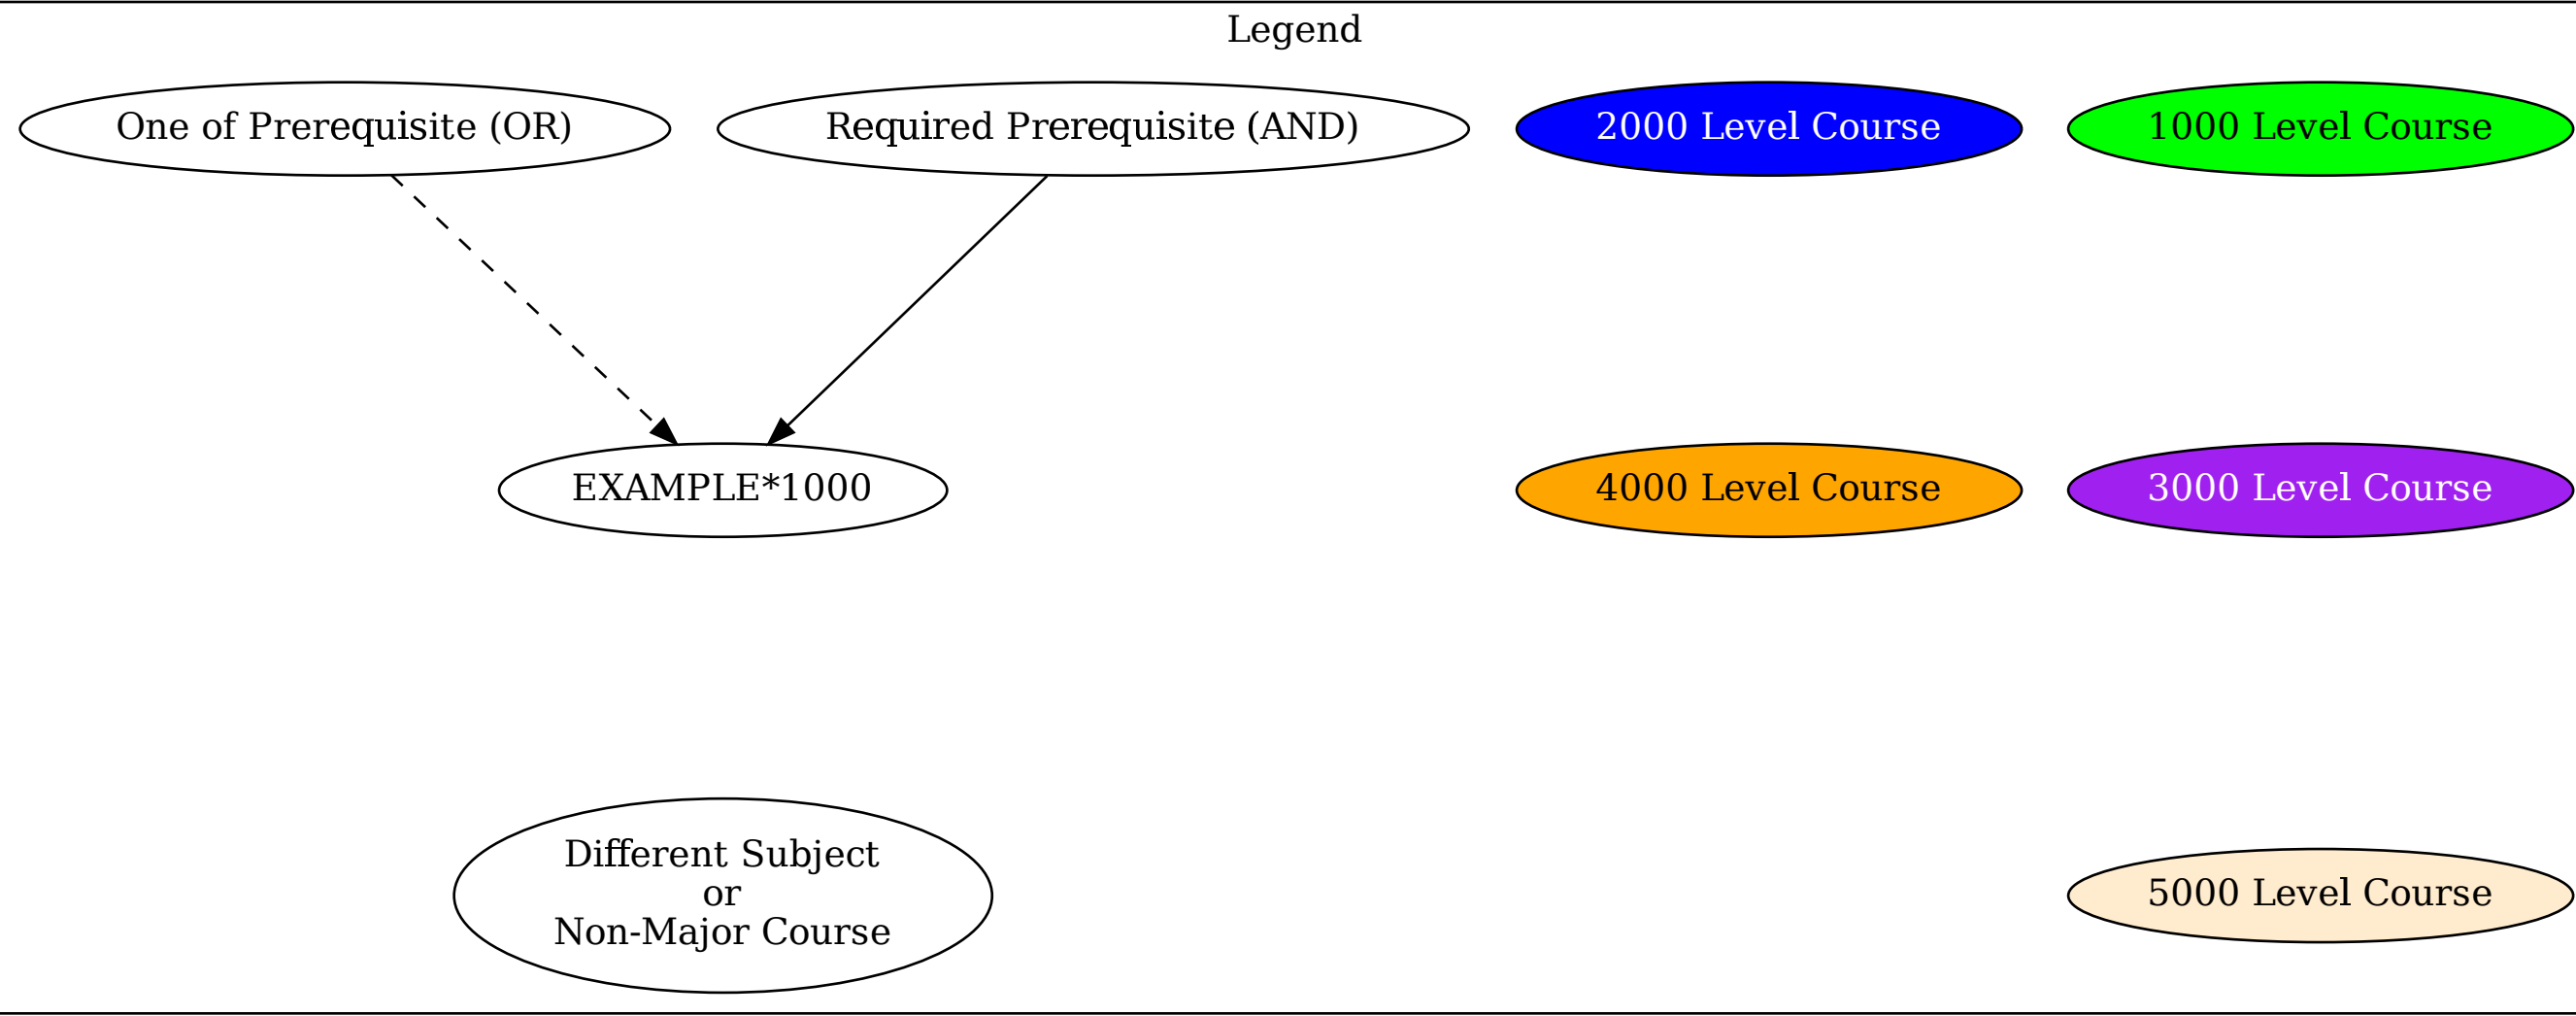 Legend
One of Prerequisite (OR)
Required Prerequisite (AND)
2000 Level Course
1000 Level Course
EXAMPLE*1000
4000 Level Course
3000 Level Course
Different Subject
or
Non-Major Course
5000 Level Course